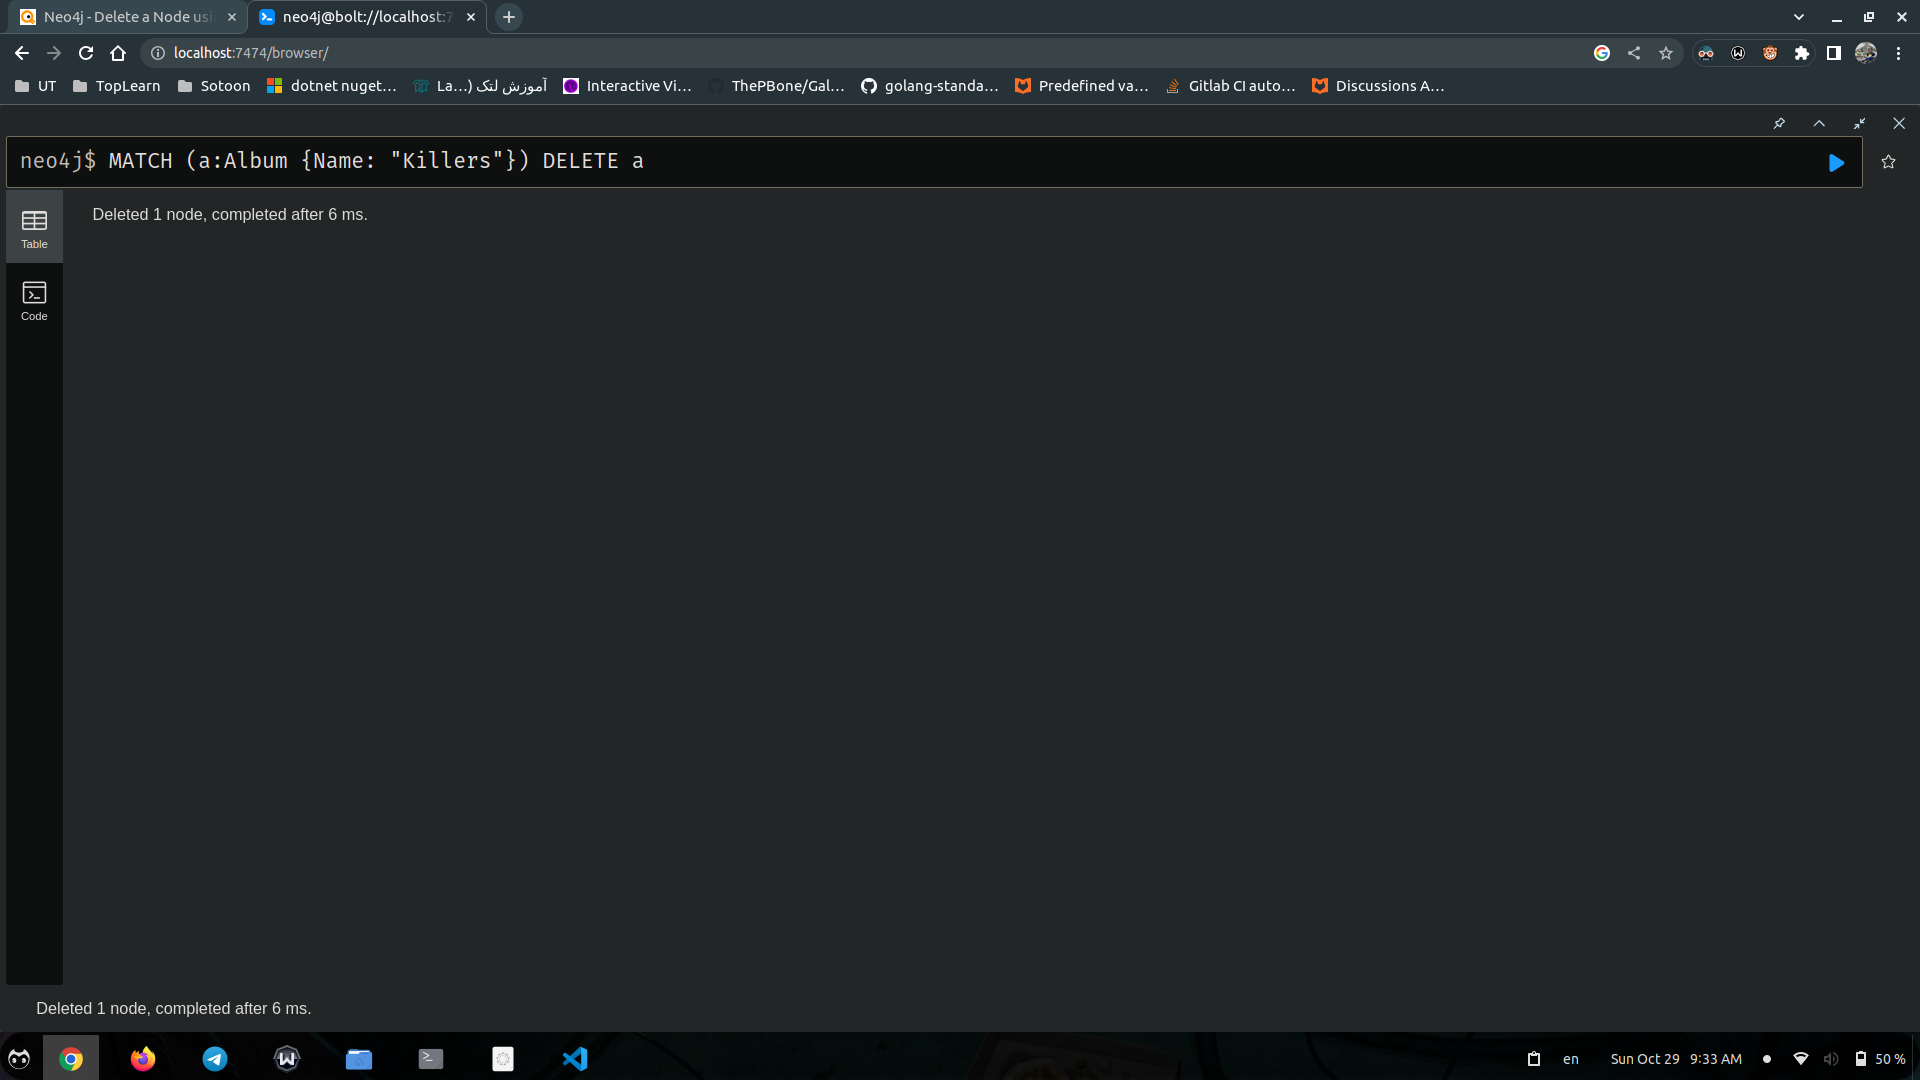 Neo4j - Delete a Node us
neo4j@bolt://localhost:7
localhost:7474/browser/
UT
TopLearn
Sotoon
dotnet nuget…
آموزش لتک (…La
Interactive Vi…
ThePBone/Gal…
golang-standa…
Predefined va…
Gitlab CI auto…
Discussions A…
neo4j$ MATCH (a:Album {Name: "Killers"}) DELETE a
Table
Deleted 1 node, completed after 6 ms.
Code
Deleted 1 node, completed after 6 ms.
en
Sun Oct 29 9:33 AM
50 %